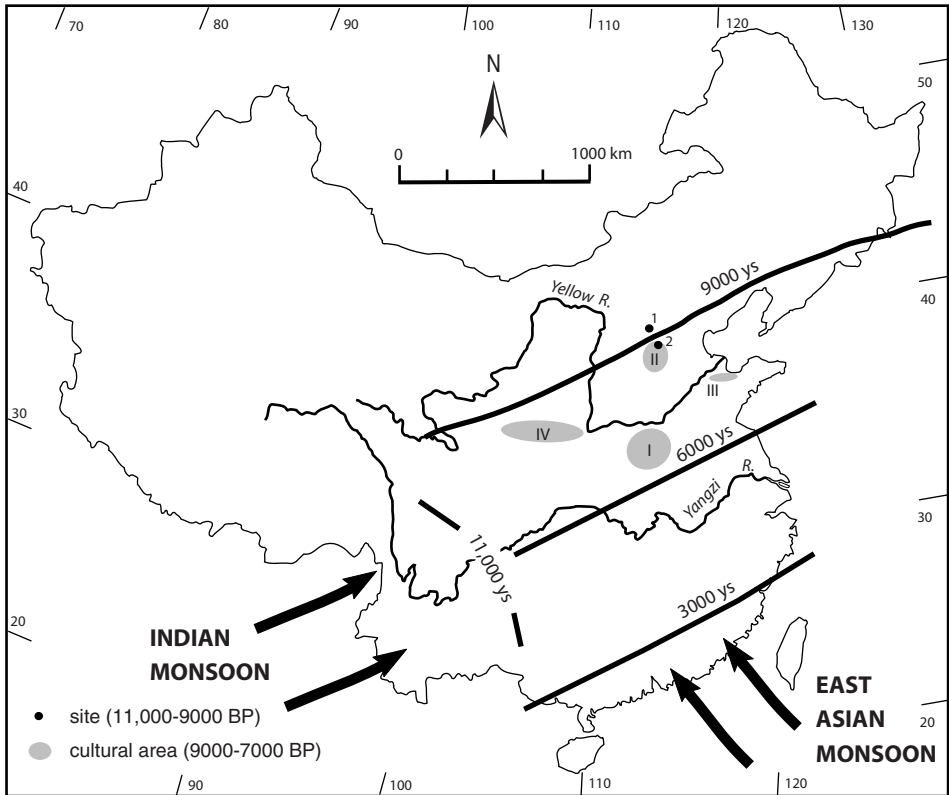 70 80 90 100 110 120 130
50
N
0 1000 km
40
9000 ys
40
Yellow R.
1
2
II
III
30
IV
I
6000 ys
Yangzi R.
30
11,000 ys
3000 ys
20
INDIAN
MONSOON
EAST
ASIAN
MONSOON
20
site (11,000-9000 BP)
cultural area (9000-7000 BP)
90 100 110 120